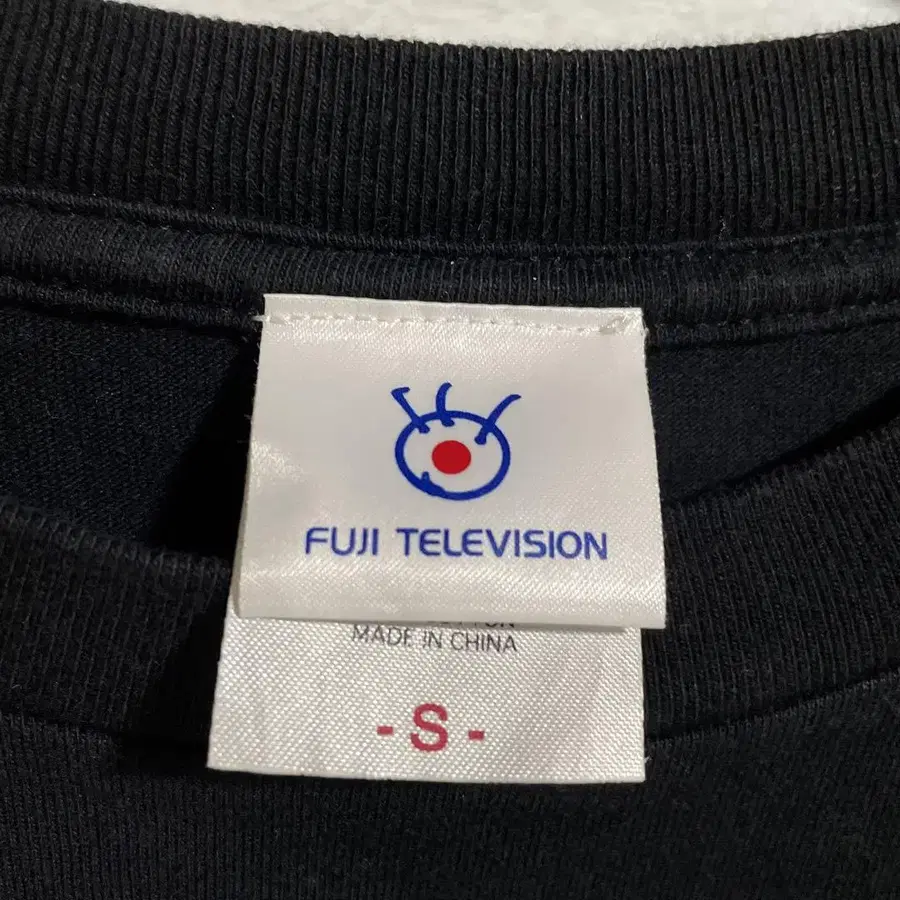 FUJI TELEVISION
MADE IN CHINA
- S -